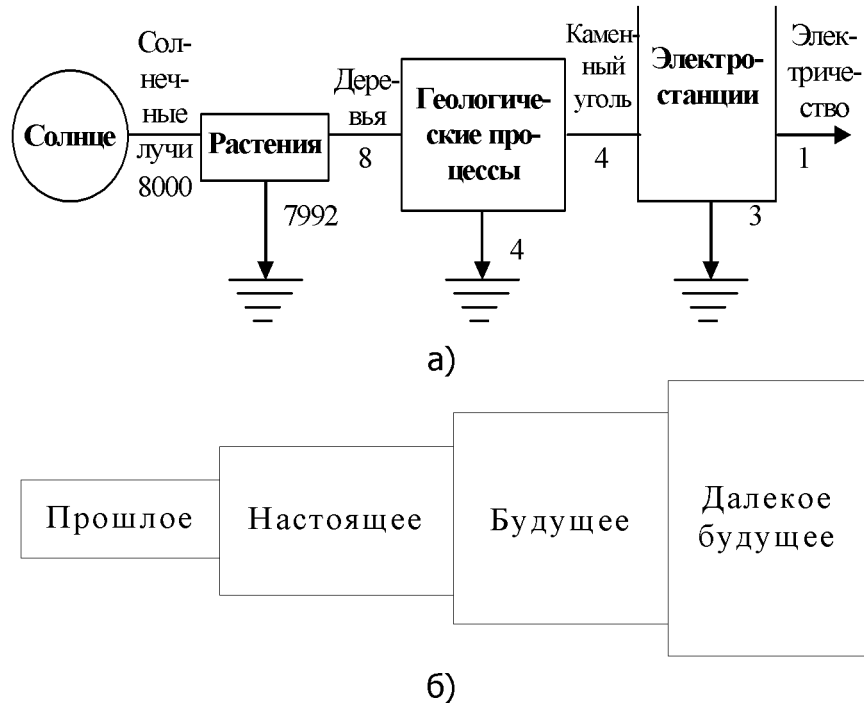 Солнце
Сол-
неч-
ные
лучи
8000
Растения
7992
Дере-
вья
8
Геологиче-
ские про-
цессы
4
Камен-
ный
уголь
4
Электро-
станции
3
Элек-
триче-
ство
1
а)
Прошлое
Настоящее
Будущее
Далекое
будущее
б)